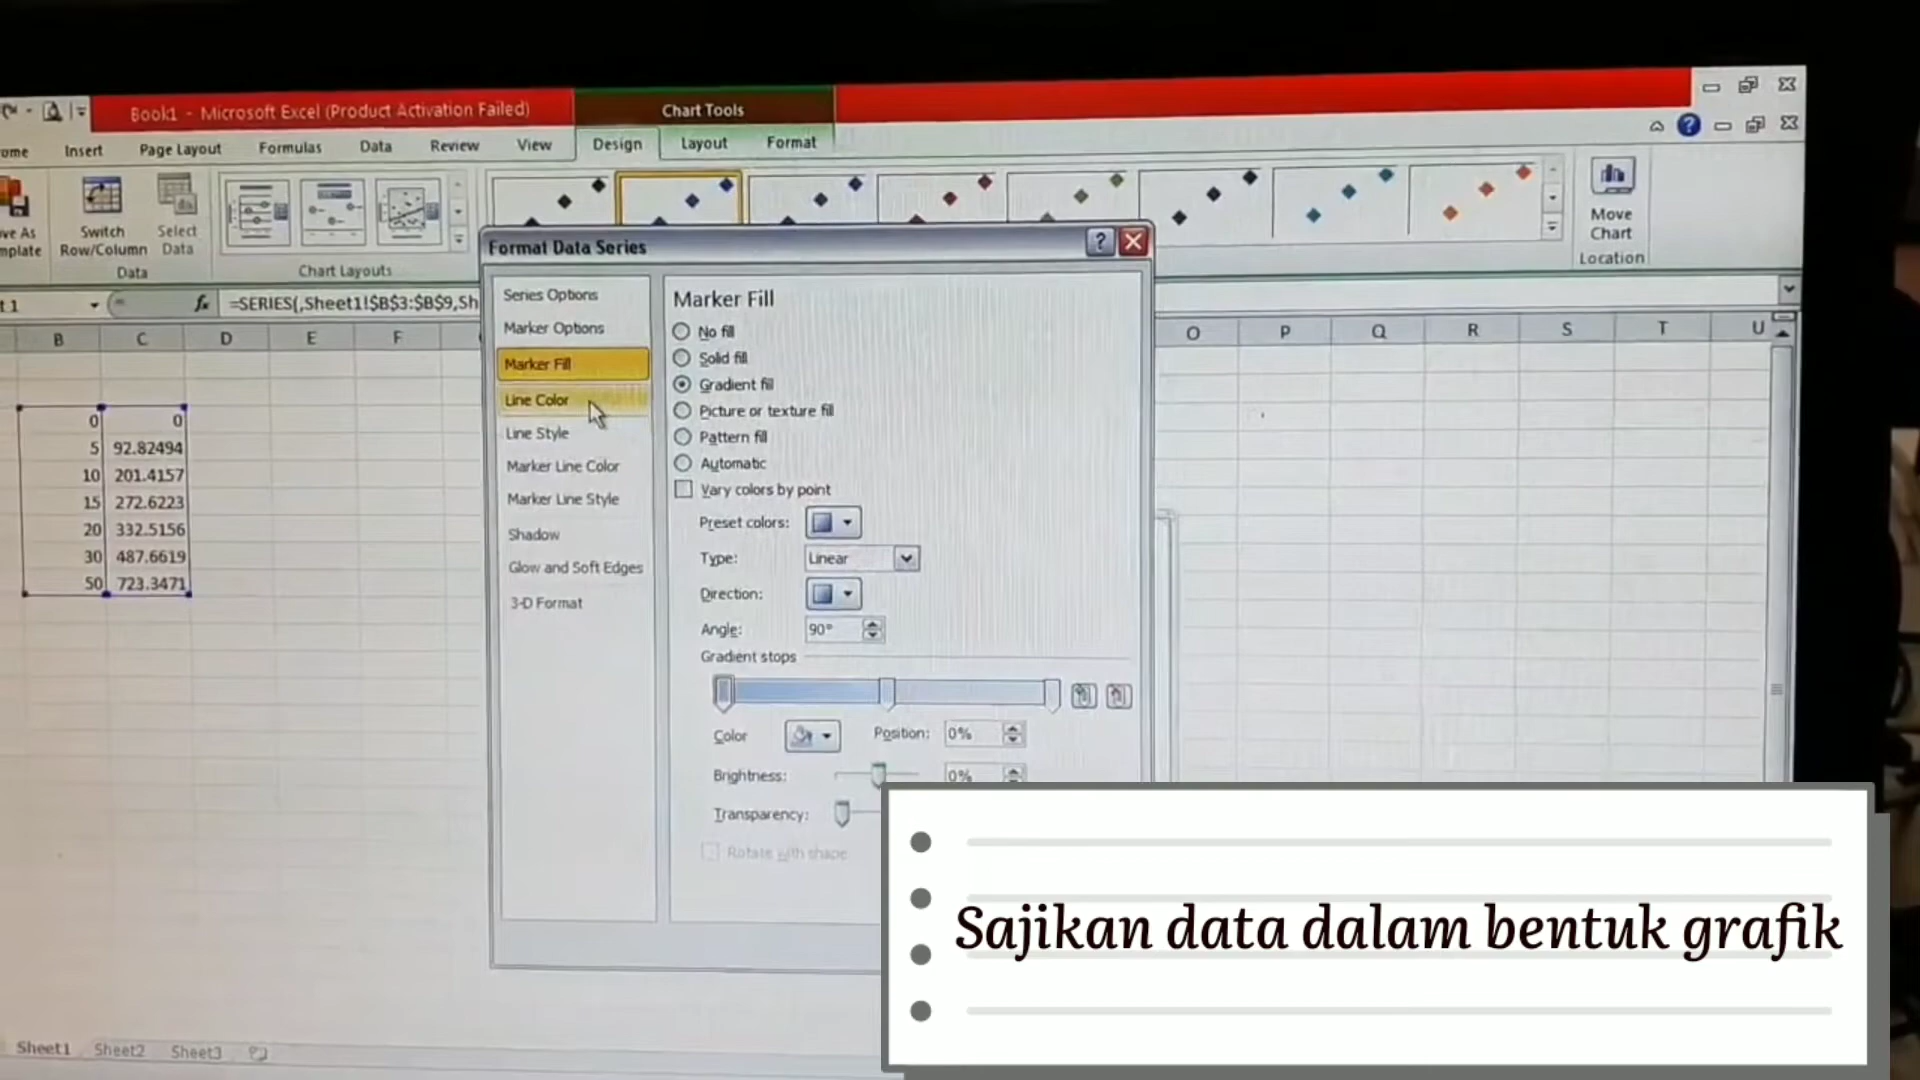 Book1 - Microsoft Excel (Product Activation Failed)
Chart Tools
Insert
Page Layout
Formulas
Data
Review
View
Design
Layout
Format
Switch
Row/Column
Select
Data
Data
Chart Layouts
Move
Chart
Location
=SERIES(,Sheet1!$B$3:$B$9,Sh
B C D E F O P Q R S T U
0 0
5 92.82494
10 201.4157
15 272.6223
20 332.5156
30 487.6619
50 723.3471
Format Data Series
Series Options
Marker Options
Marker Fill
Line Color
Line Style
Marker Line Color
Marker Line Style
Shadow
Glow and Soft Edges
3-D Format
Marker Fill
No fill
Solid fill
Gradient fill
Picture or texture fill
Pattern fill
Automatic
Vary colors by point
Preset colors:
Type: Linear
Direction:
Angle: 90°
Gradient stops
Color Position: 0%
Brightness: 0%
Transparency:
Rotate with shape
Sajikan data dalam bentuk grafik
Sheet1 Sheet2 Sheet3